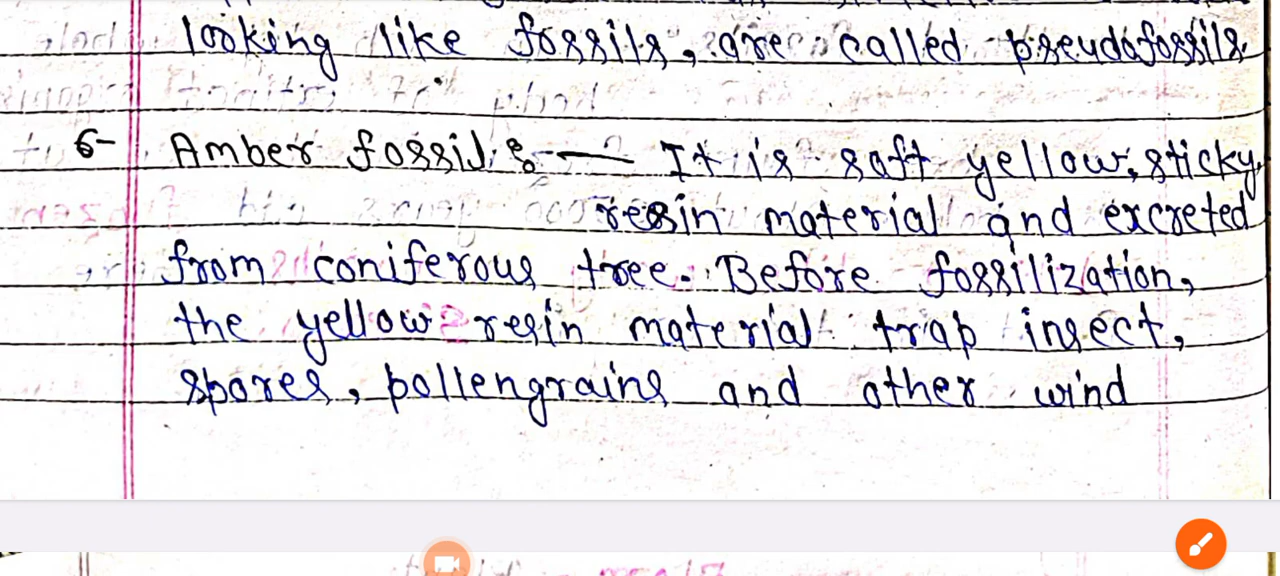 looking like fossils, are called pseudofossils.
6- Amber fossil :- — It is soft yellow, sticky,
resin material and excreted
from coniferous tree. Before fossilization,
the yellow resin material trap insect,
spores, pollengrains and other wind